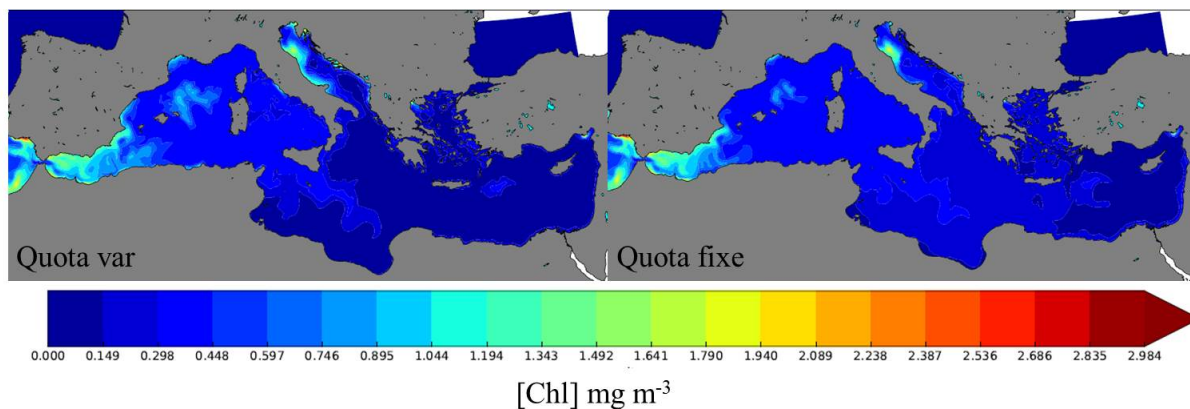 Quota var
Quota fixe
0.000 0.149 0.298 0.448 0.597 0.746 0.895 1.044 1.194 1.343 1.492 1.641 1.790 1.940 2.089 2.238 2.387 2.536 2.686 2.835 2.984
[Chl] mg m⁻³